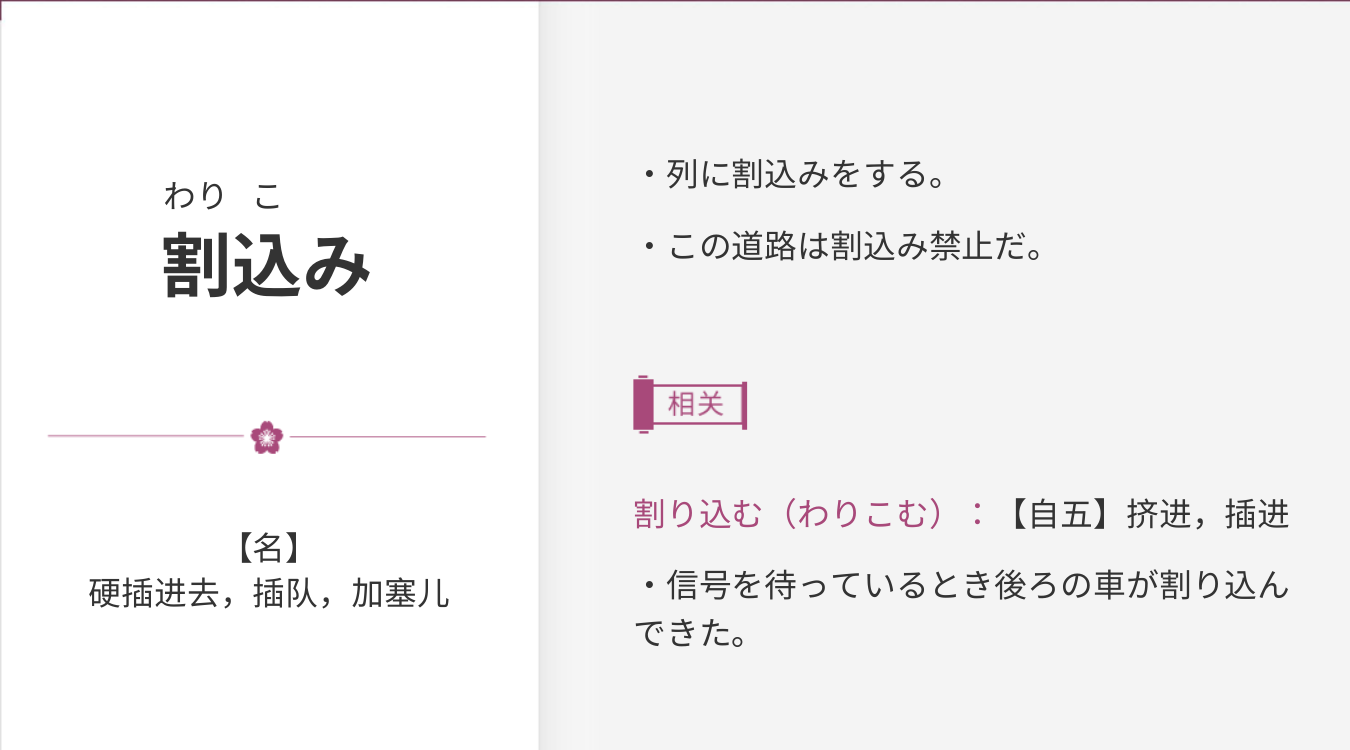 わり こ
割込み
【名】
硬插进去，插队，加塞儿
・列に割込みをする。
・この道路は割込み禁止だ。
相关
割り込む（わりこむ）：【自五】挤进，插进
・信号を待っているとき後ろの車が割り込ん
できた。